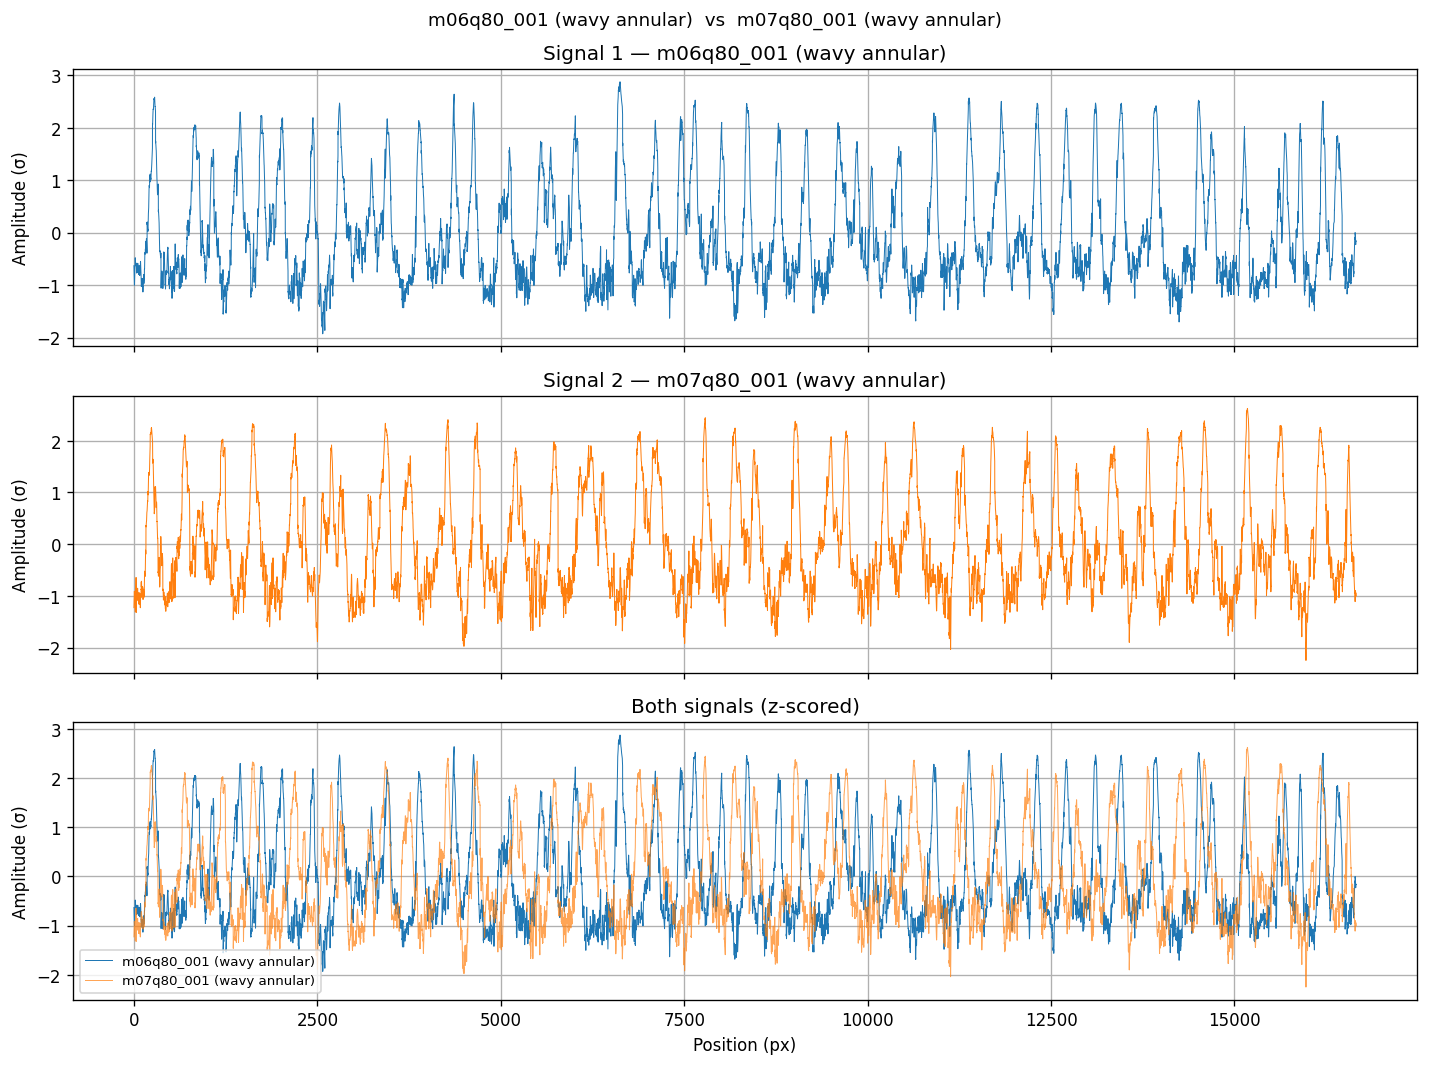 m06q80_001 (wavy annular)  vs  m07q80_001 (wavy annular)
Signal 1 — m06q80_001 (wavy annular)
3
2
1
0
−1
−2
Amplitude (σ)
Signal 2 — m07q80_001 (wavy annular)
2
1
0
−1
−2
Amplitude (σ)
Both signals (z-scored)
3
2
1
0
−1
−2
Amplitude (σ)
m06q80_001 (wavy annular)
m07q80_001 (wavy annular)
0 2500 5000 7500 10000 12500 15000
Position (px)